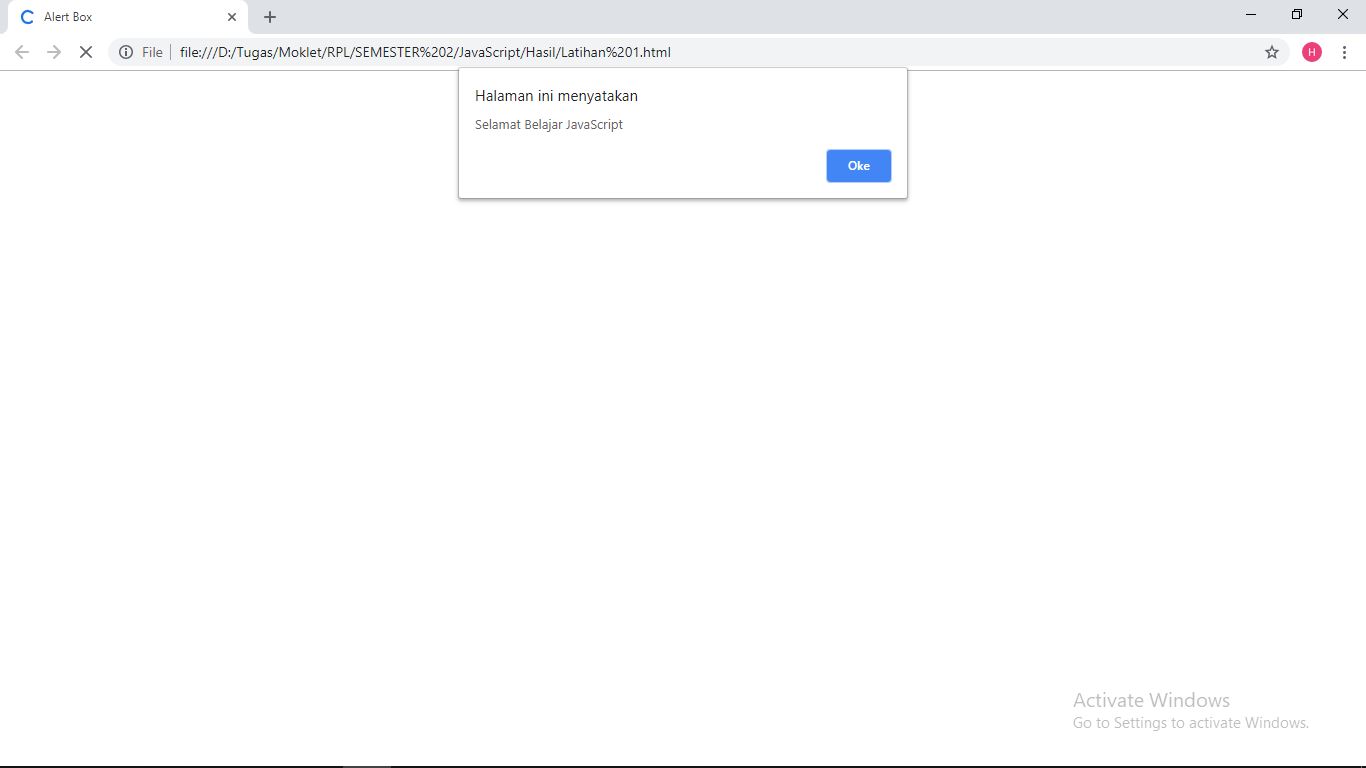 Alert Box
File
file:///D:/Tugas/Moklet/RPL/SEMESTER%202/JavaScript/Hasil/Latihan%201.html
H
Halaman ini menyatakan
Selamat Belajar JavaScript
Oke
Activate Windows
Go to Settings to activate Windows.